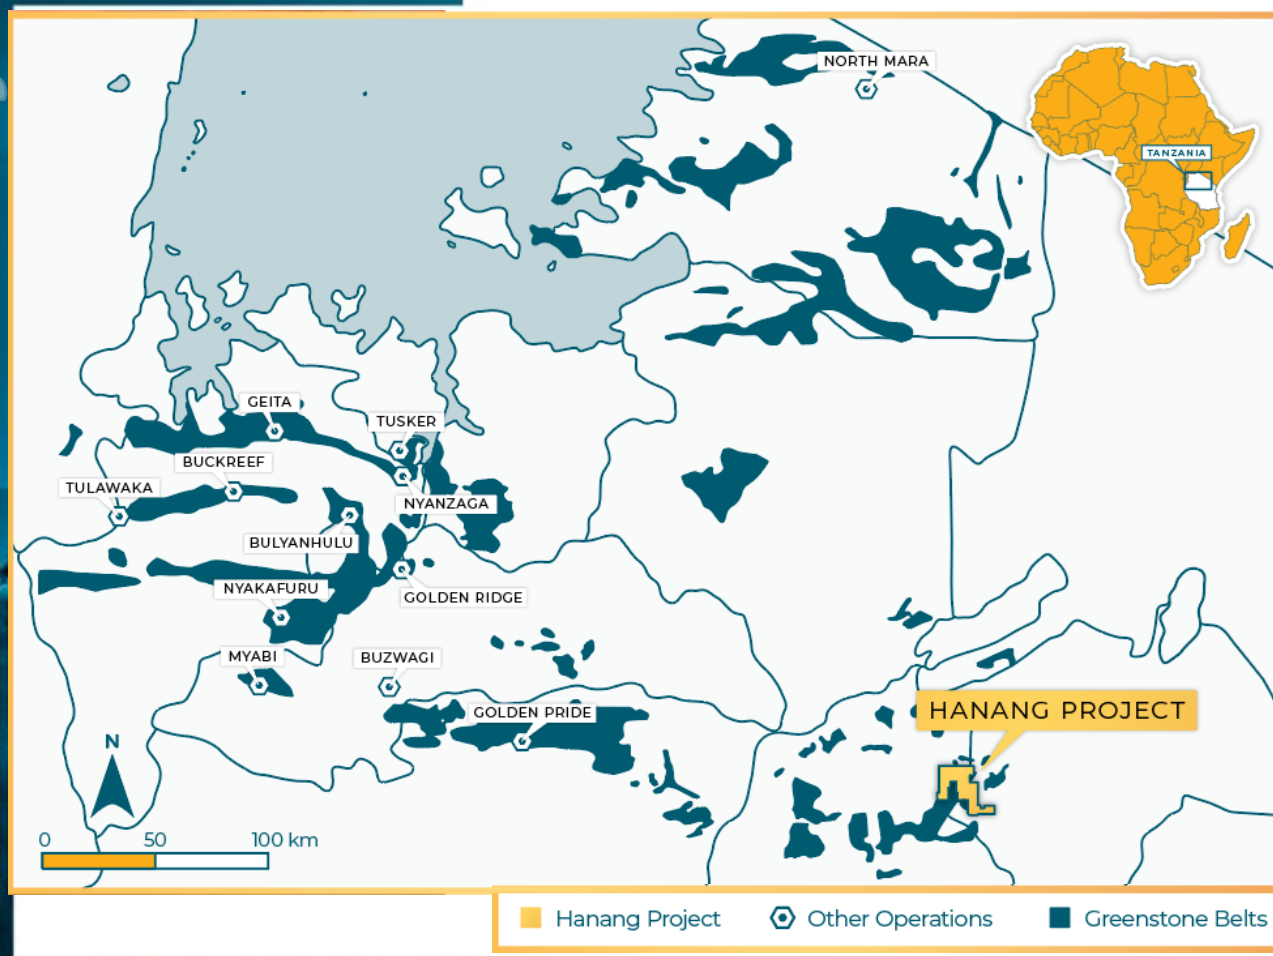 NORTH MARA
TANZANIA
GEITA
TUSKER
BUCKREEF
TULAWAKA
NYANZAGA
BULYANHULU
NYAKAFURU
GOLDEN RIDGE
MYABI
BUZWAGI
GOLDEN PRIDE
HANANG PROJECT
N
0 50 100 km
Hanang Project
Other Operations
Greenstone Belts